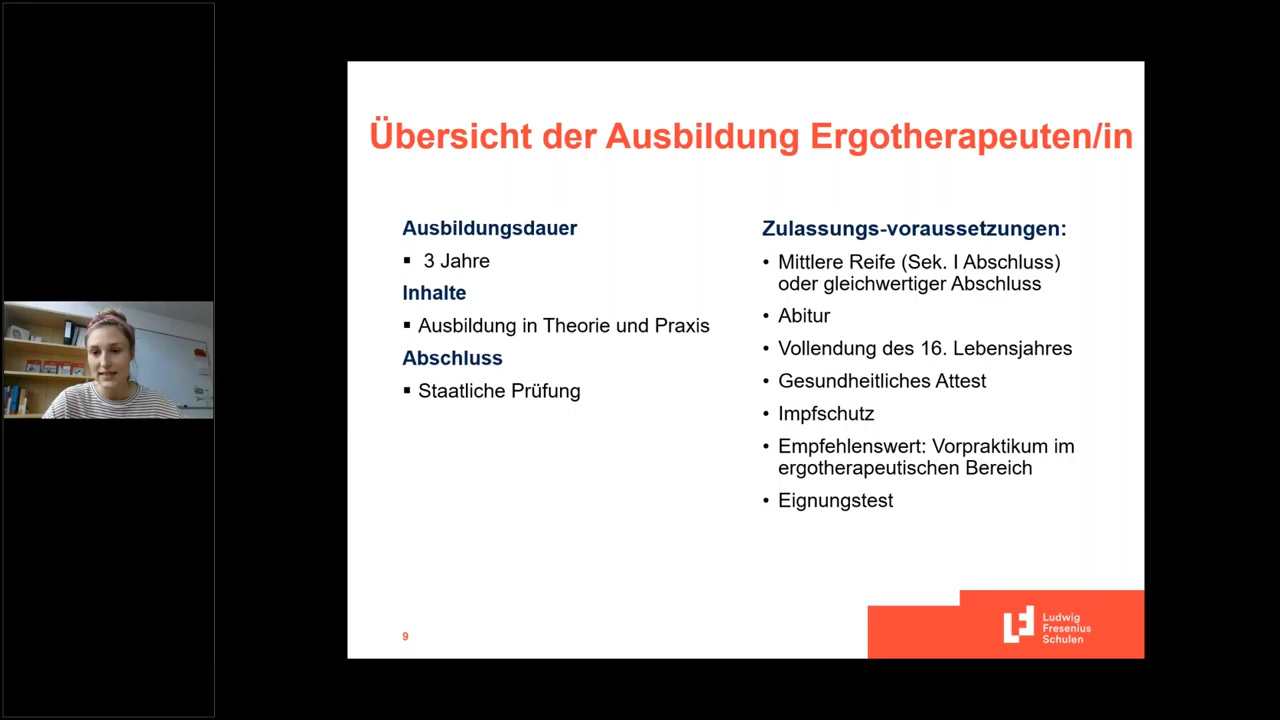 Übersicht der Ausbildung Ergotherapeuten/in
Ausbildungsdauer
▪ 3 Jahre
Inhalte
▪ Ausbildung in Theorie und Praxis
Abschluss
▪ Staatliche Prüfung
Zulassungs-voraussetzungen:
• Mittlere Reife (Sek. I Abschluss)
oder gleichwertiger Abschluss
• Abitur
• Vollendung des 16. Lebensjahres
• Gesundheitliches Attest
• Impfschutz
• Empfehlenswert: Vorpraktikum im
ergotherapeutischen Bereich
• Eignungstest
9
Ludwig
Fresenius
Schulen